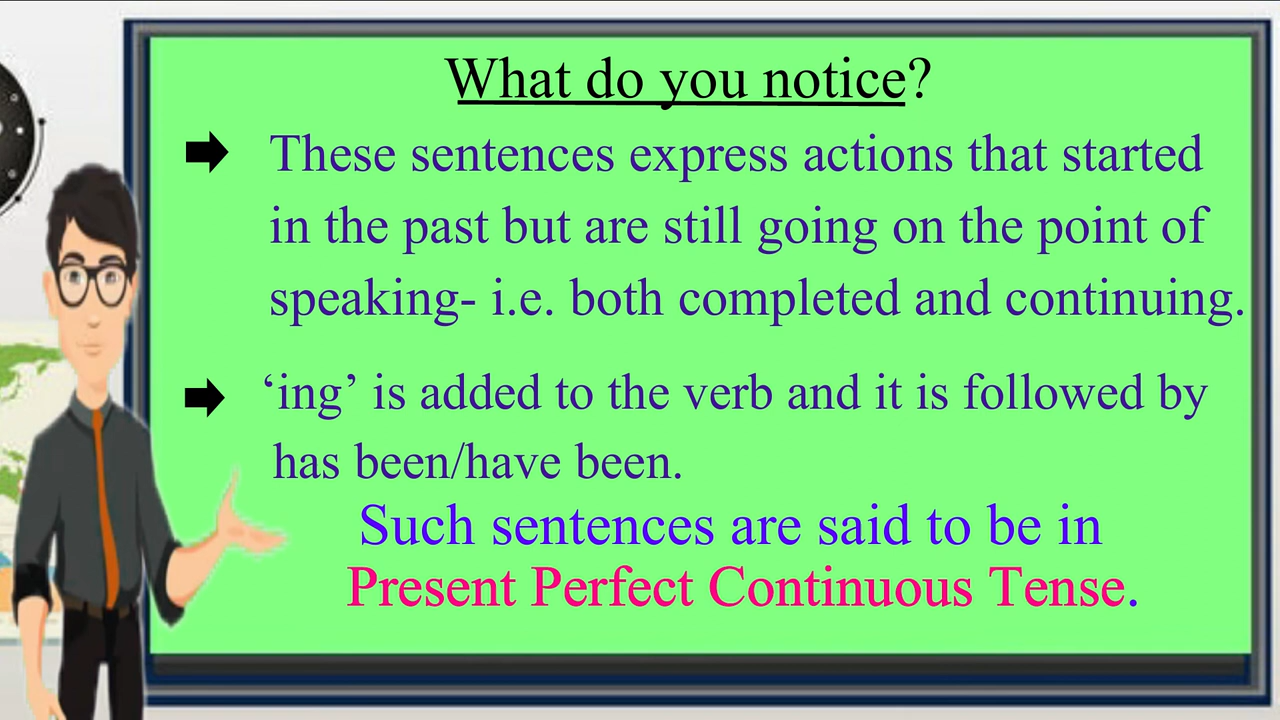 What do you notice?
These sentences express actions that started
in the past but are still going on the point of
speaking- i.e. both completed and continuing.
‘ing’ is added to the verb and it is followed by
has been/have been.
Such sentences are said to be in
Present Perfect Continuous Tense.